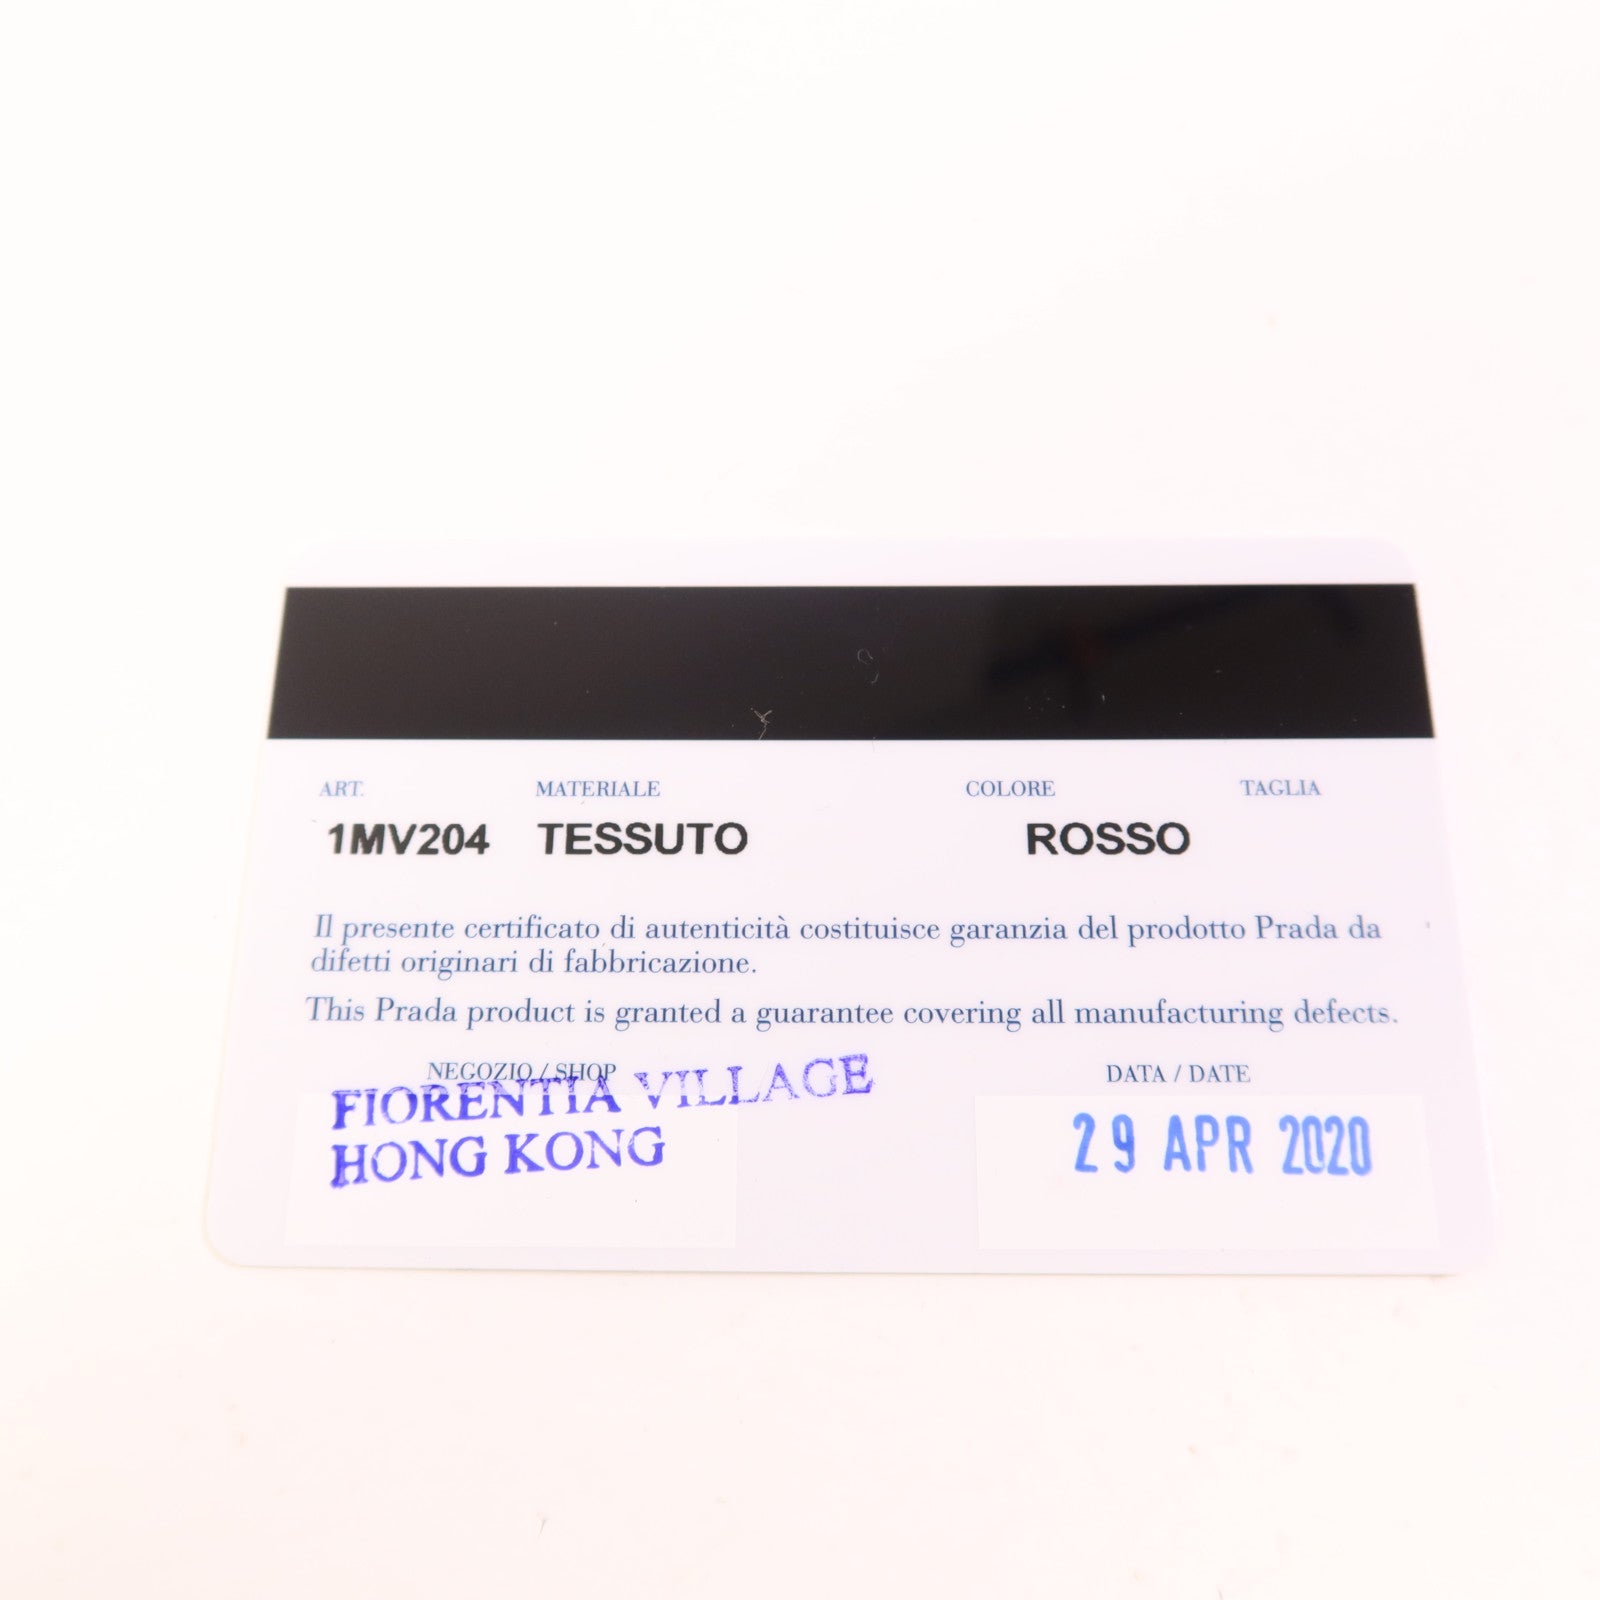 ART. MATERIALE COLORE TAGLIA
1MV204 TESSUTO ROSSO
Il presente certificato di autenticità costituisce garanzia del prodotto Prada da
difetti originari di fabbricazione.
This Prada product is granted a guarantee covering all manufacturing defects.
NEGOZIO / SHOP DATA / DATE
FIORENTIA VILLAGE
HONG KONG
29 APR 2020